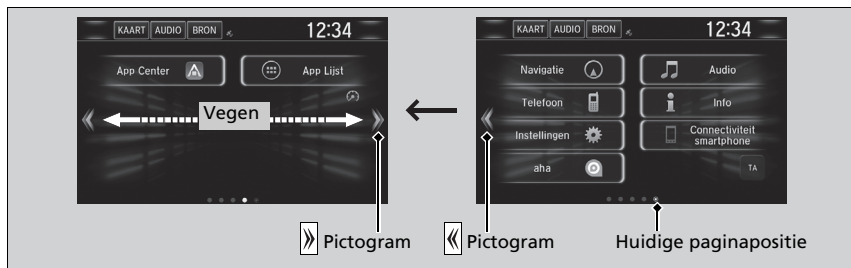 KAART AUDIO BRON 12:34
App Center App Lijst
Vegen
Pictogram
KAART AUDIO BRON 12:34
Navigatie Audio
Telefoon Info
Instellingen Connectiviteit
smartphone
aha TA
Pictogram
Huidige paginapositie